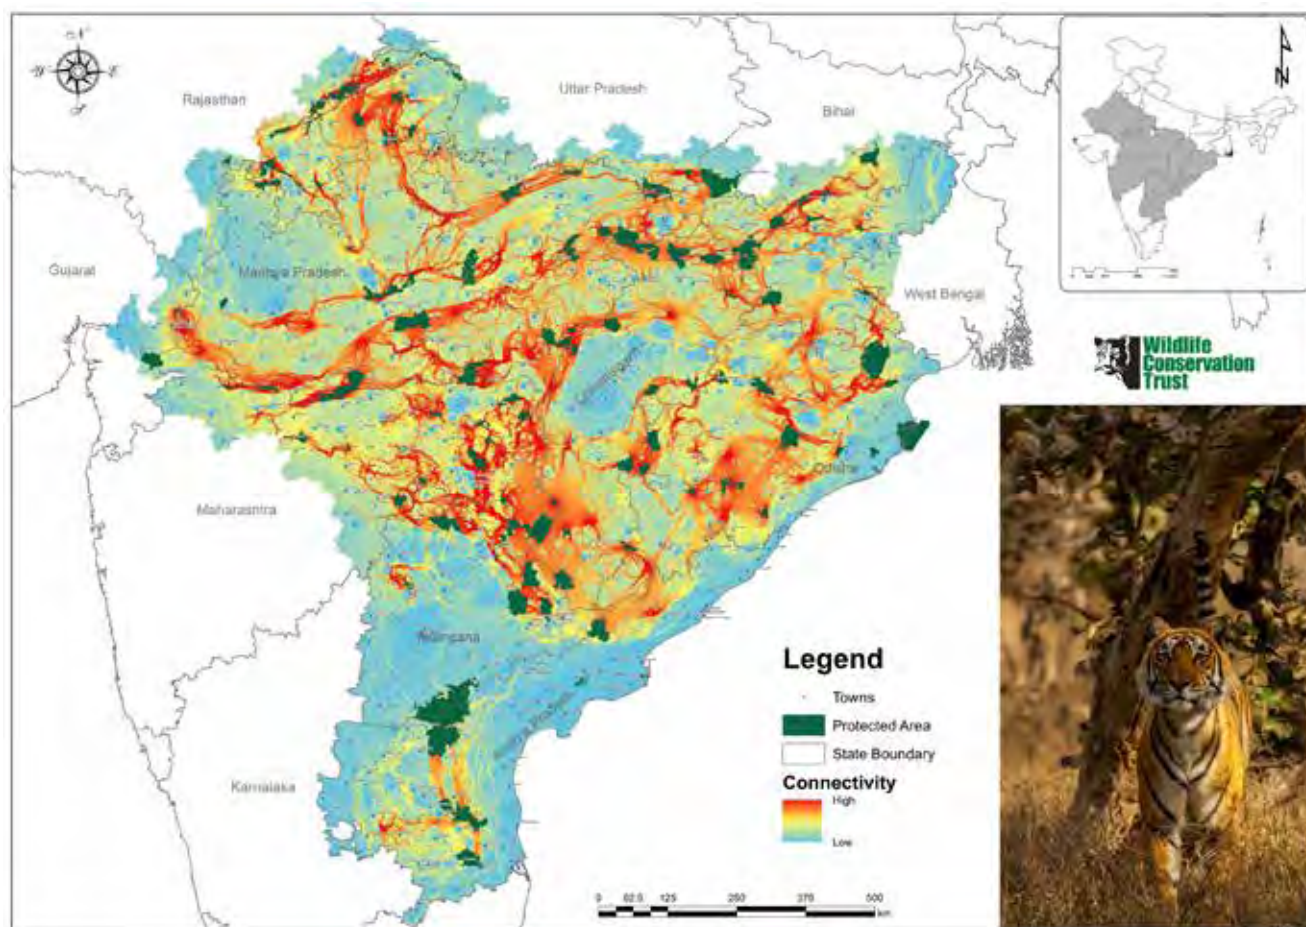 Rajasthan
Uttar Pradesh
Bihar
Gujarat
Madhya Pradesh
West Bengal
Wildlife
Conservation
Trust
Chhattisgarh
Odisha
Maharashtra
Telangana
Andhra Pradesh
Karnataka
Legend
Towns
Protected Area
State Boundary
Connectivity
High
Low
0 62.5 125 250 375 500
km
N